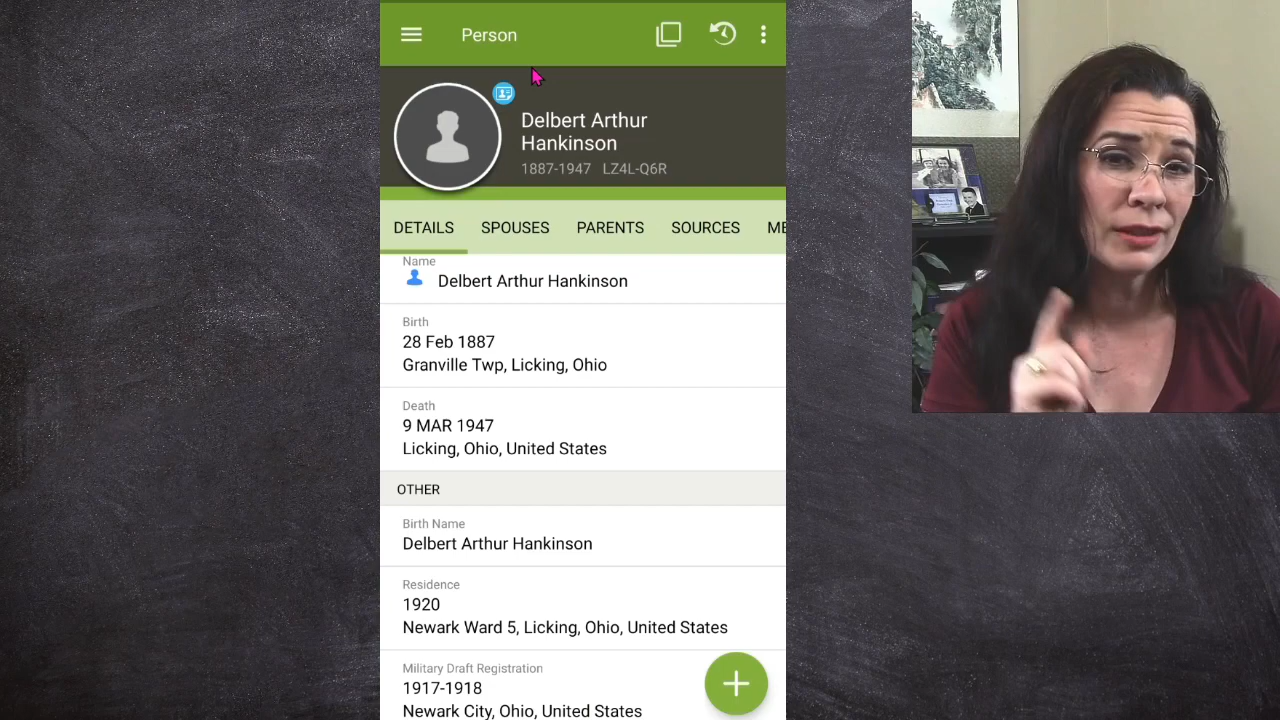 Person
Delbert Arthur
Hankinson
1887-1947 LZ4L-Q6R
DETAILS SPOUSES PARENTS SOURCES ME
Name
Delbert Arthur Hankinson
Birth
28 Feb 1887
Granville Twp, Licking, Ohio
Death
9 MAR 1947
Licking, Ohio, United States
OTHER
Birth Name
Delbert Arthur Hankinson
Residence
1920
Newark Ward 5, Licking, Ohio, United States
Military Draft Registration
1917-1918
Newark City, Ohio, United States